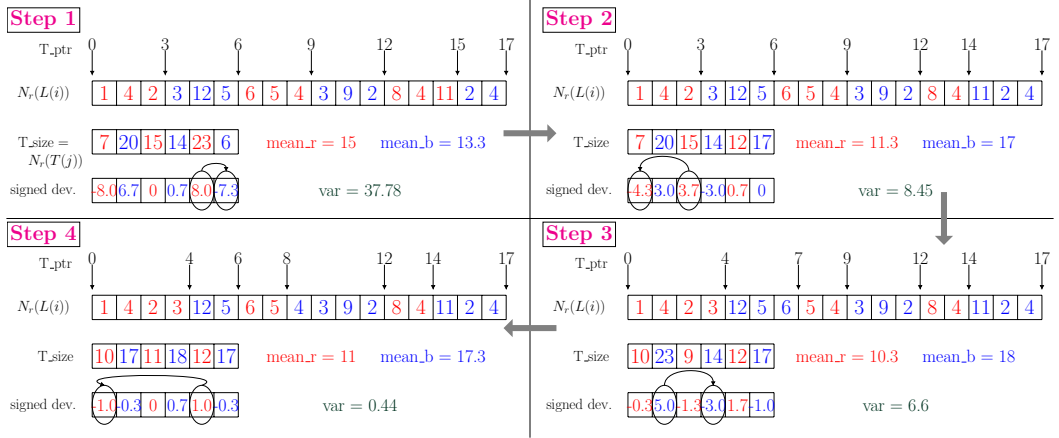 Step 1
T_ptr 0 3 6 9 12 15 17
N_r(L(i)) 1 4 2 3 12 5 6 5 4 3 9 2 8 4 11 2 4
T_size = 7 20 15 14 23 6 mean_r = 15 mean_b = 13.3
N_r(T(j))
signed dev. -8.0 6.7 0 0.7 8.0 -7.3 var = 37.78
Step 2
T_ptr 0 3 6 9 12 14 17
N_r(L(i)) 1 4 2 3 12 5 6 5 4 3 9 2 8 4 11 2 4
T_size 7 20 15 14 12 17 mean_r = 11.3 mean_b = 17
signed dev. -4.3 3.0 3.7 -3.0 0.7 0 var = 8.45
Step 4
T_ptr 0 4 6 8 12 14 17
N_r(L(i)) 1 4 2 3 12 5 6 5 4 3 9 2 8 4 11 2 4
T_size 10 17 11 18 12 17 mean_r = 11 mean_b = 17.3
signed dev. -1.0 -0.3 0 0.7 1.0 -0.3 var = 0.44
Step 3
T_ptr 0 4 7 9 12 14 17
N_r(L(i)) 1 4 2 3 12 5 6 5 4 3 9 2 8 4 11 2 4
T_size 10 23 9 14 12 17 mean_r = 10.3 mean_b = 18
signed dev. -0.3 5.0 -1.3 -3.0 1.7 -1.0 var = 6.6